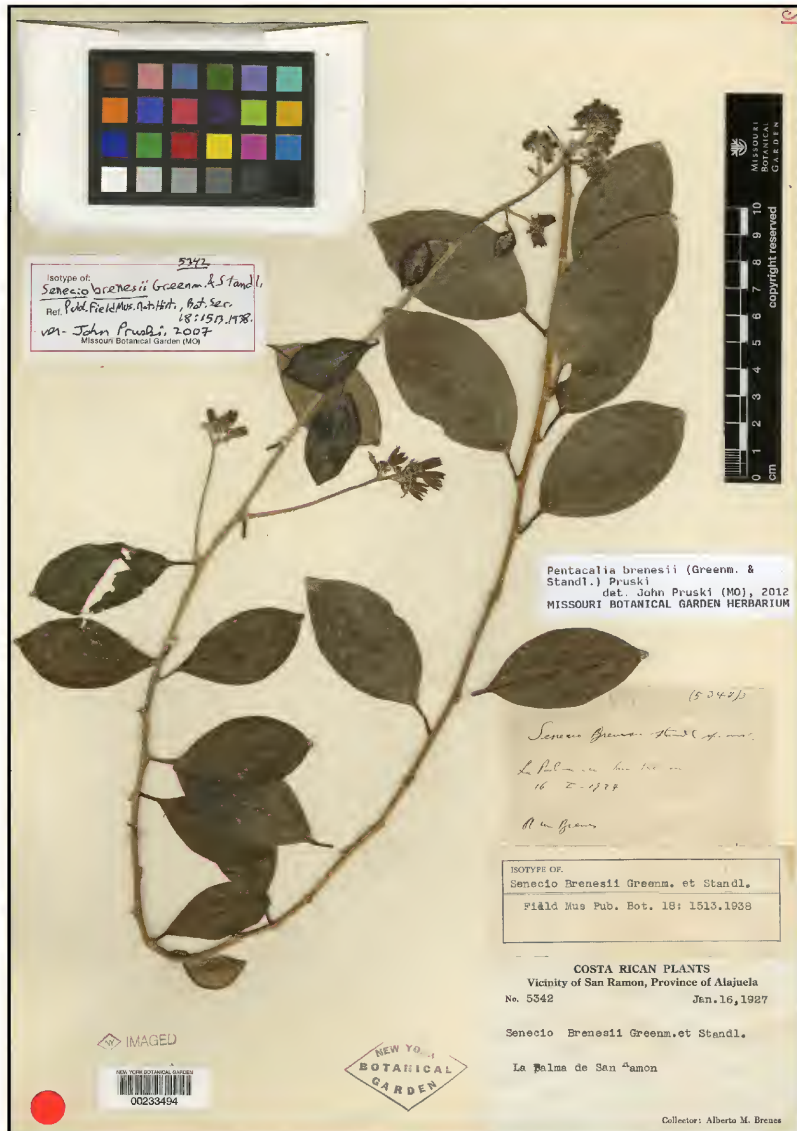 MISSOURI
BOTANICAL
GARDEN
copyright reserved
10
9
8
7
6
5
4
3
2
1
0
cm
5342
Isotype of:
Senecio brenesii Greenm. & Standl.
Ref. Publ. Field Mus. Nat. Hist., Bot. Ser.
18: 1513. 1938.
ver- John Pruski, 2007
Missouri Botanical Garden (MO)
Pentacalia brenesii (Greenm. &
Standl.) Pruski
det. John Pruski (MO), 2012
MISSOURI BOTANICAL GARDEN HERBARIUM
Senecio
16
ISOTYPE OF.
Senecio Brenesii Greenm. et Standl.
Field Mus Pub. Bot. 18: 1513.1938
COSTA RICAN PLANTS
Vicinity of San Ramon, Province of Alajuela
No. 5342 Jan.16,1927
Senecio Brenesii Greenm.et Standl.
La Palma de San Ramon
Collector: Alberto M. Brenes
NY IMAGED
NEW YORK BOTANICAL GARDEN
00233494
NEW YORK
BOTANICAL
GARDEN